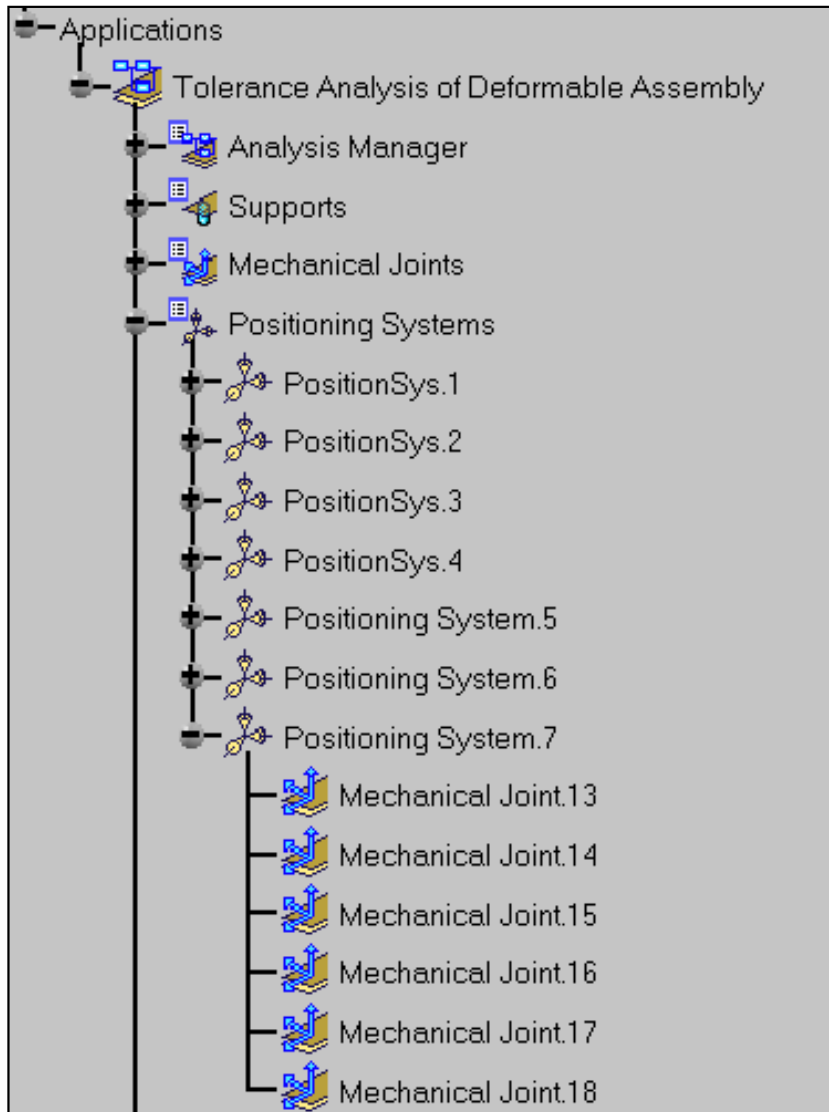 Applications
Tolerance Analysis of Deformable Assembly
Analysis Manager
Supports
Mechanical Joints
Positioning Systems
PositionSys.1
PositionSys.2
PositionSys.3
PositionSys.4
Positioning System.5
Positioning System.6
Positioning System.7
Mechanical Joint.13
Mechanical Joint.14
Mechanical Joint.15
Mechanical Joint.16
Mechanical Joint.17
Mechanical Joint.18